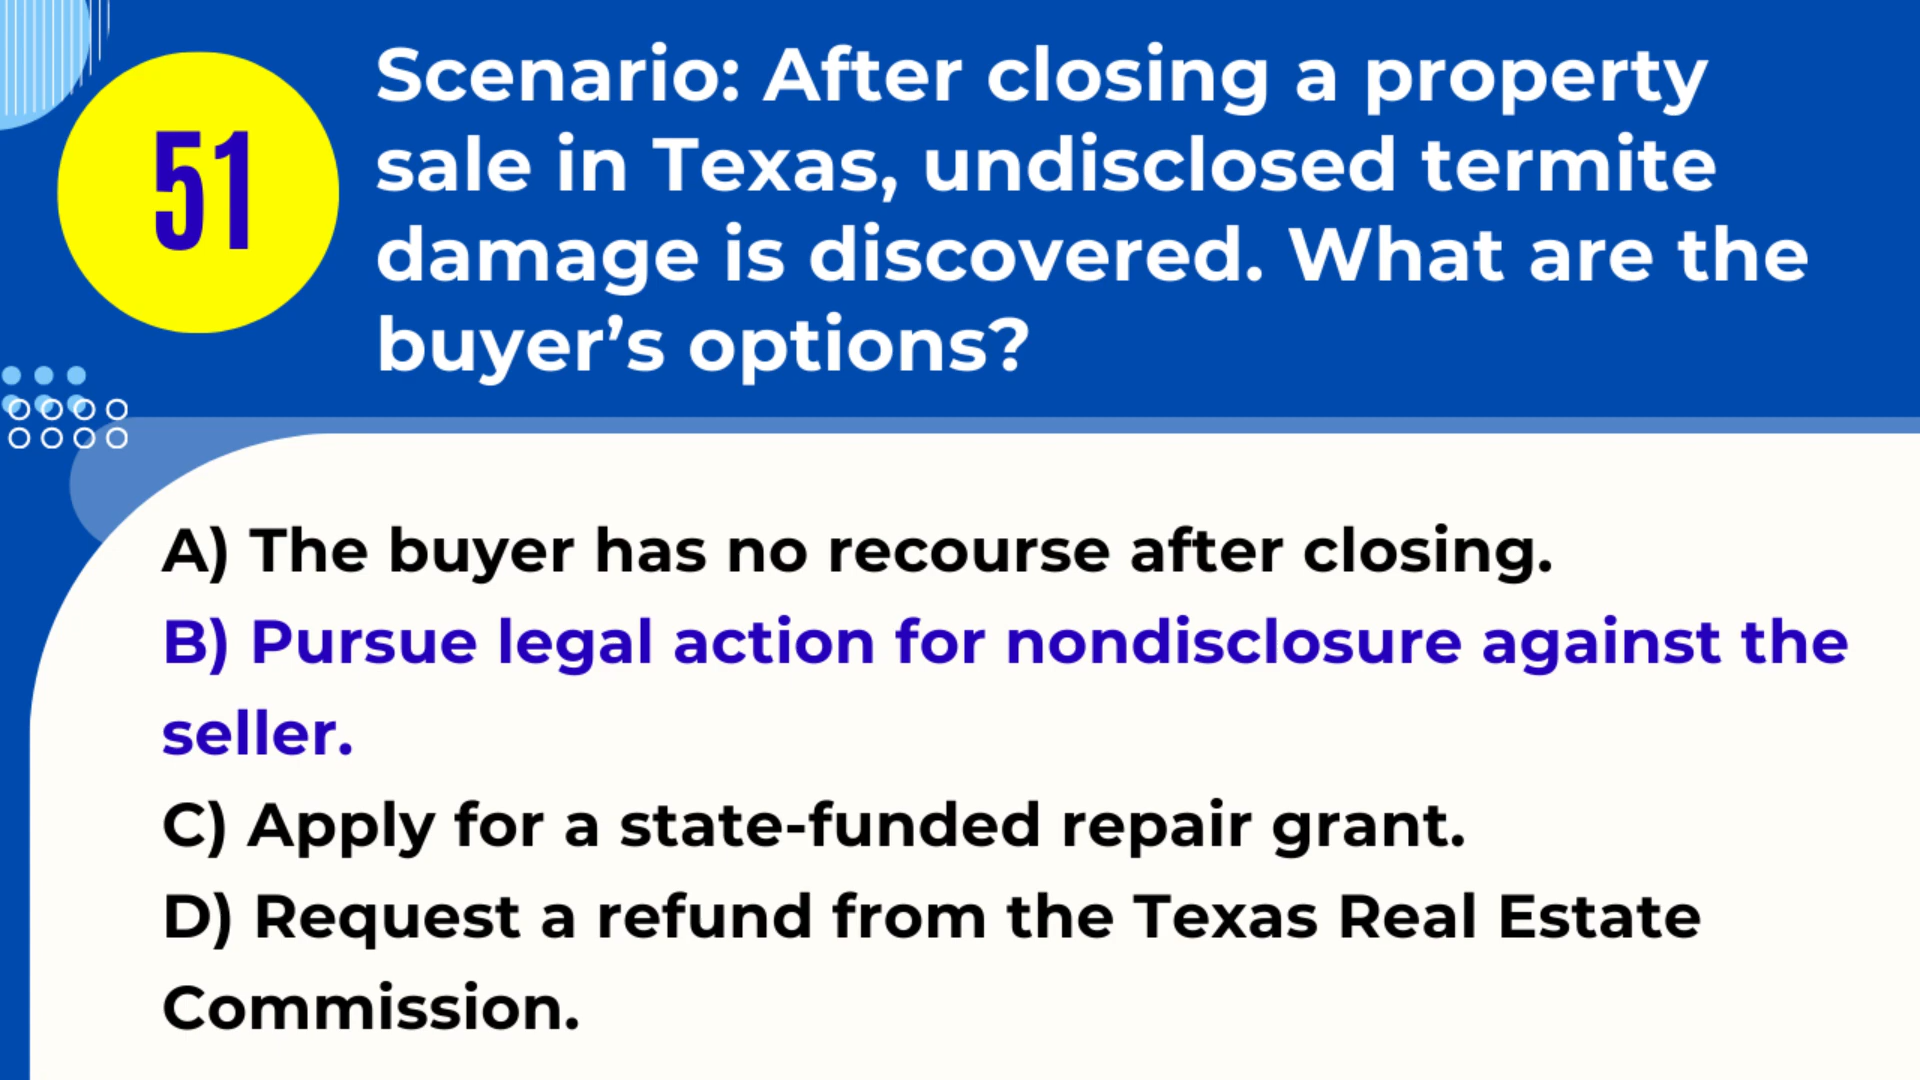 51
Scenario: After closing a property
sale in Texas, undisclosed termite
damage is discovered. What are the
buyer’s options?
A) The buyer has no recourse after closing.
B) Pursue legal action for nondisclosure against the
seller.
C) Apply for a state-funded repair grant.
D) Request a refund from the Texas Real Estate
Commission.